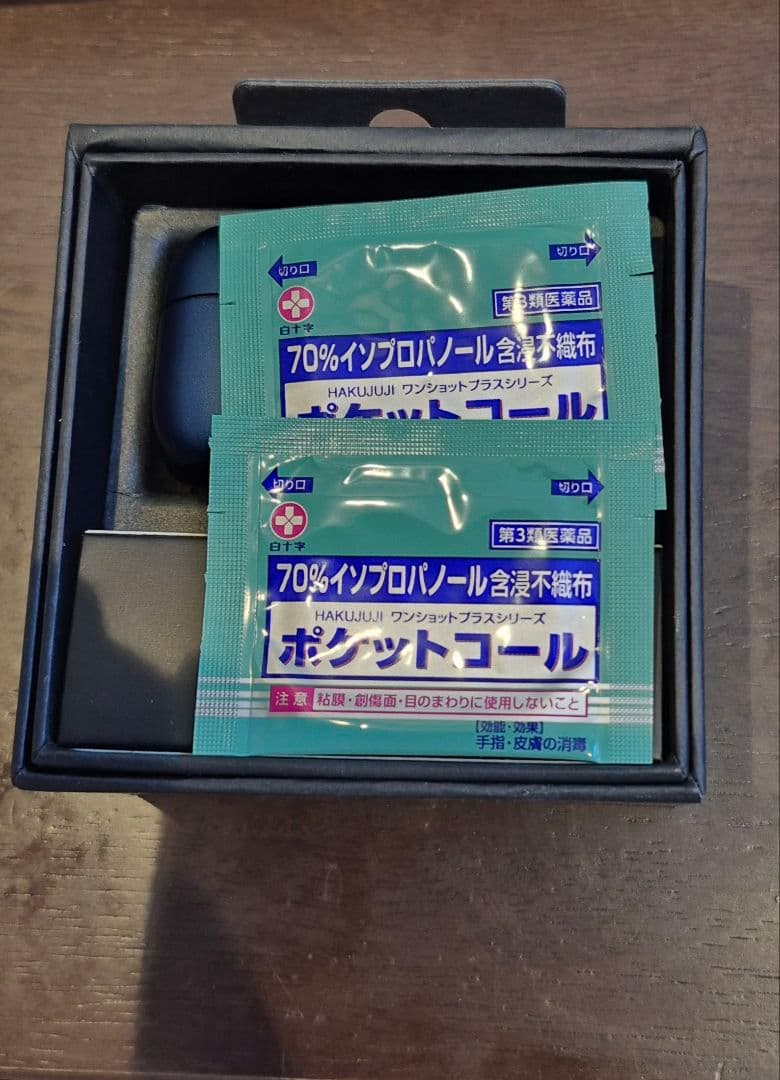 切り口
切り口
白十字
第3類医薬品
70%イソプロパノール含浸不織布
HAKUJUJI ワンショットプラスシリーズ
ポケットコール
切り口
切り口
白十字
第3類医薬品
70%イソプロパノール含浸不織布
HAKUJUJI ワンショットプラスシリーズ
ポケットコール
注意 粘膜・創傷面・目のまわりに使用しないこと
【効能・効果】
手指・皮膚の消毒